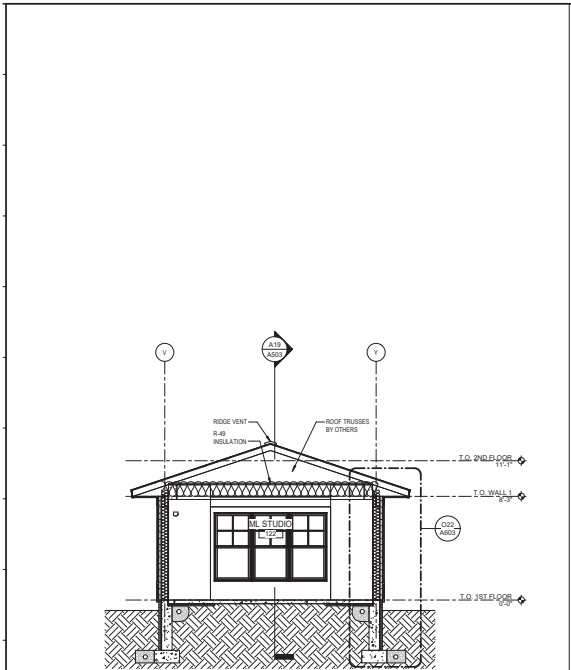 V
A19
A503
Y
RIDGE VENT
R-49
INSULATION
ROOF TRUSSES
BY OTHERS
T.O. 2ND FLOOR
11'-1"
T.O. WALL 1
8'-3"
O22
A603
ML STUDIO
122
T.O. 1ST FLOOR
0'-0"